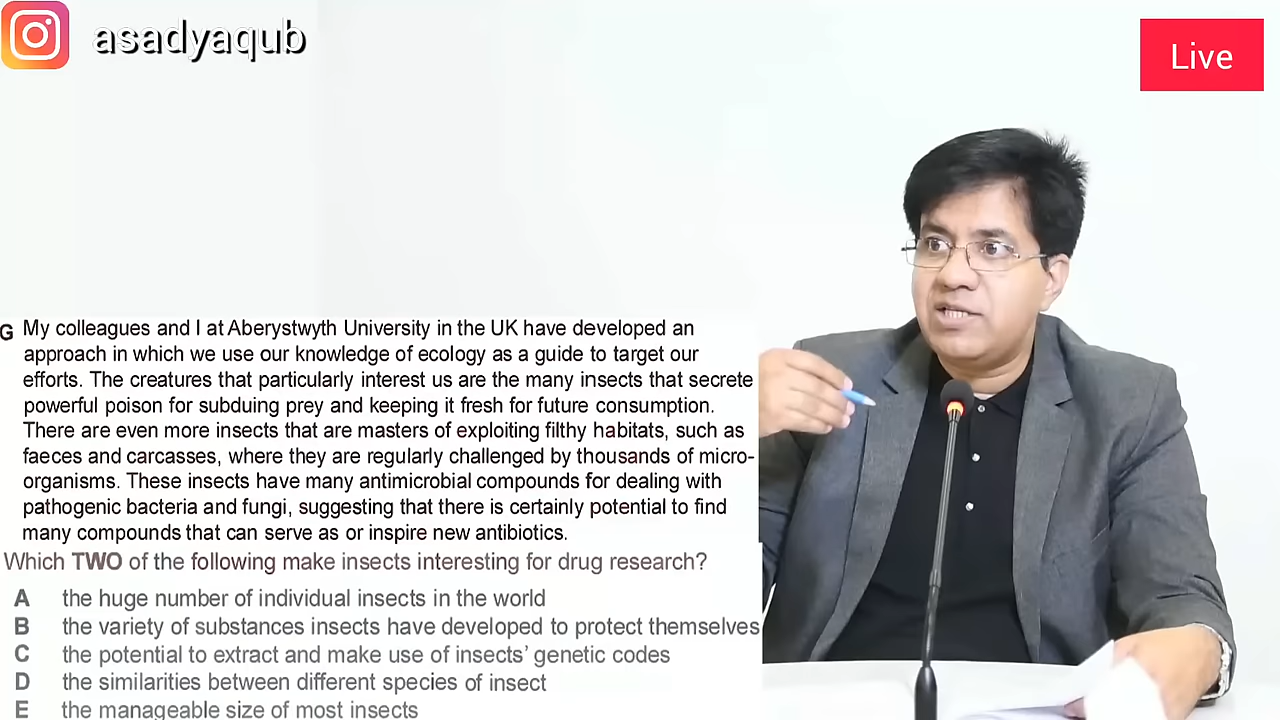 asadyaqub
Live
G My colleagues and I at Aberystwyth University in the UK have developed an
approach in which we use our knowledge of ecology as a guide to target our
efforts. The creatures that particularly interest us are the many insects that secrete
powerful poison for subduing prey and keeping it fresh for future consumption.
There are even more insects that are masters of exploiting filthy habitats, such as
faeces and carcasses, where they are regularly challenged by thousands of micro-
organisms. These insects have many antimicrobial compounds for dealing with
pathogenic bacteria and fungi, suggesting that there is certainly potential to find
many compounds that can serve as or inspire new antibiotics.
Which TWO of the following make insects interesting for drug research?
A the huge number of individual insects in the world
B the variety of substances insects have developed to protect themselves
C the potential to extract and make use of insects' genetic codes
D the similarities between different species of insect
E the manageable size of most insects